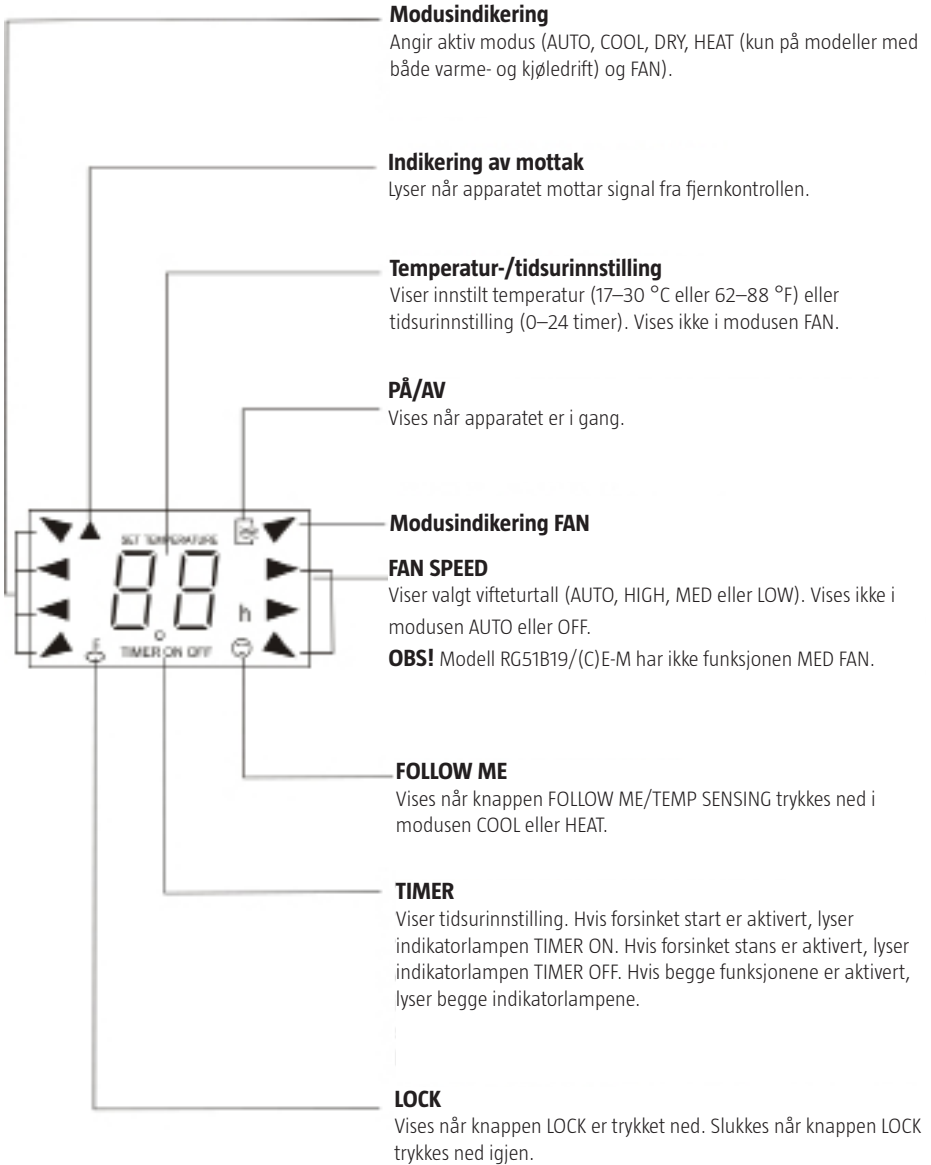 Modusindikering
Angir aktiv modus (AUTO, COOL, DRY, HEAT (kun på modeller med
både varme- og kjøledrift) og FAN).
Indikering av mottak
Lyser når apparatet mottar signal fra fjernkontrollen.
Temperatur-/tidsurinnstilling
Viser innstilt temperatur (17–30 °C eller 62–88 °F) eller
tidsurinnstilling (0–24 timer). Vises ikke i modusen FAN.
PÅ/AV
Vises når apparatet er i gang.
SET TEMPERATURE
88
h
TIMER ON OFF
Modusindikering FAN
FAN SPEED
Viser valgt vifteturtall (AUTO, HIGH, MED eller LOW). Vises ikke i
modusen AUTO eller OFF.
OBS! Modell RG51B19/(C)E-M har ikke funksjonen MED FAN.
FOLLOW ME
Vises når knappen FOLLOW ME/TEMP SENSING trykkes ned i
modusen COOL eller HEAT.
TIMER
Viser tidsurinnstilling. Hvis forsinket start er aktivert, lyser
indikatorlampen TIMER ON. Hvis forsinket stans er aktivert, lyser
indikatorlampen TIMER OFF. Hvis begge funksjonene er aktivert,
lyser begge indikatorlampene.
LOCK
Vises når knappen LOCK er trykket ned. Slukkes når knappen LOCK
trykkes ned igjen.